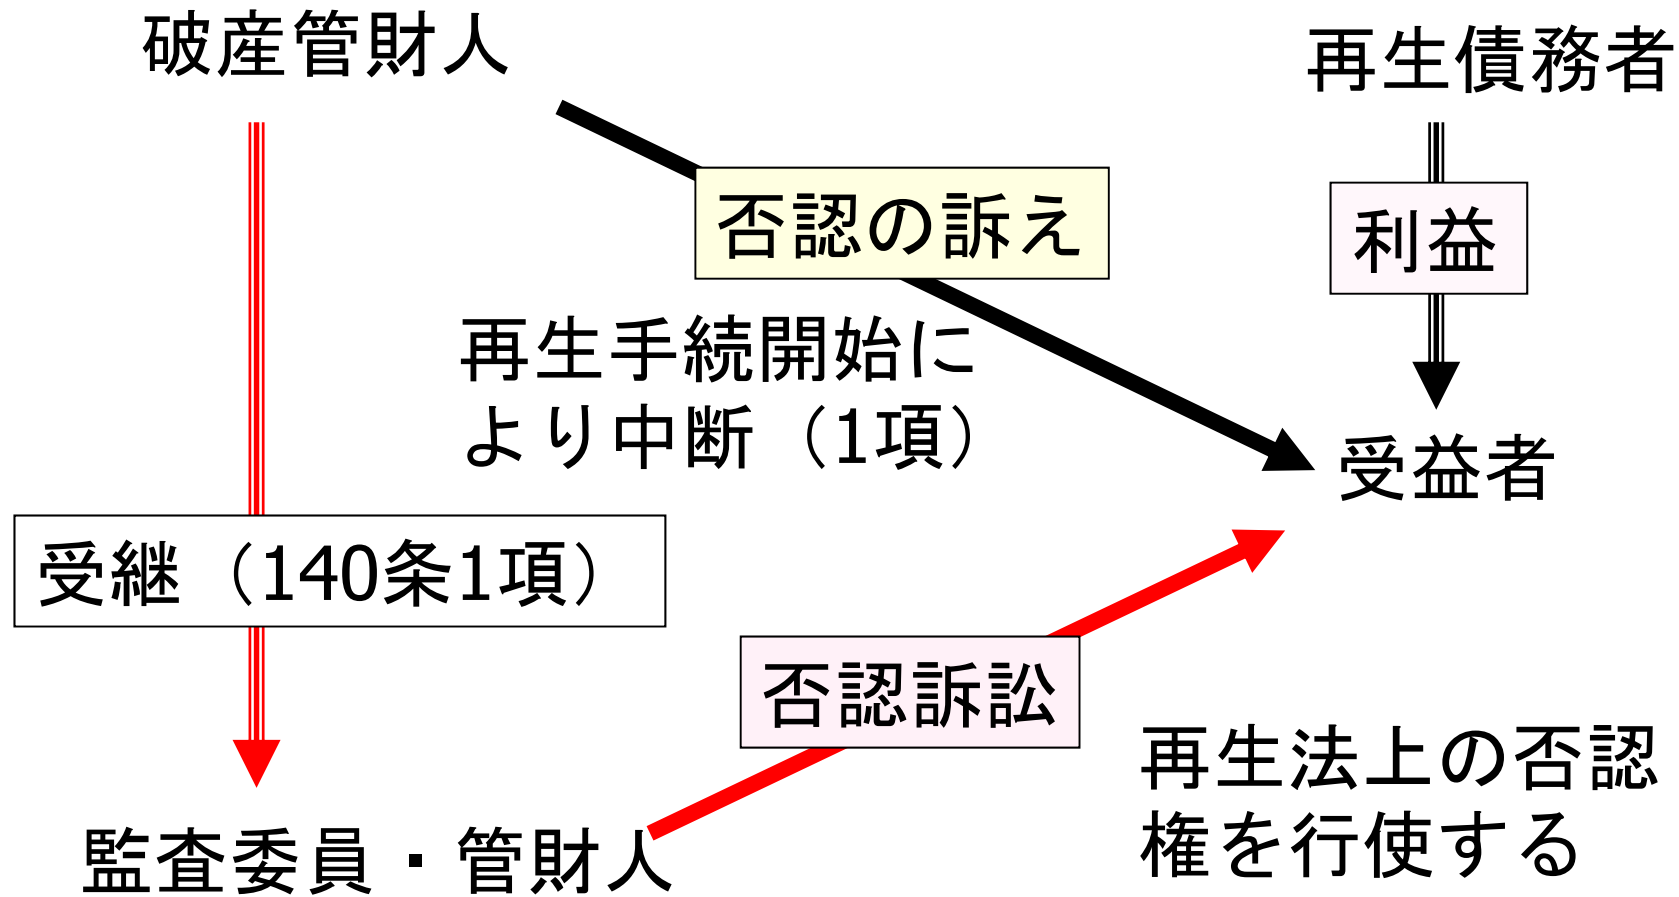 破産管財人
再生債務者
否認の訴え
利益
再生手続開始に
より中断（1項）
受益者
受継（140条1項）
否認訴訟
再生法上の否認
権を行使する
監査委員・管財人